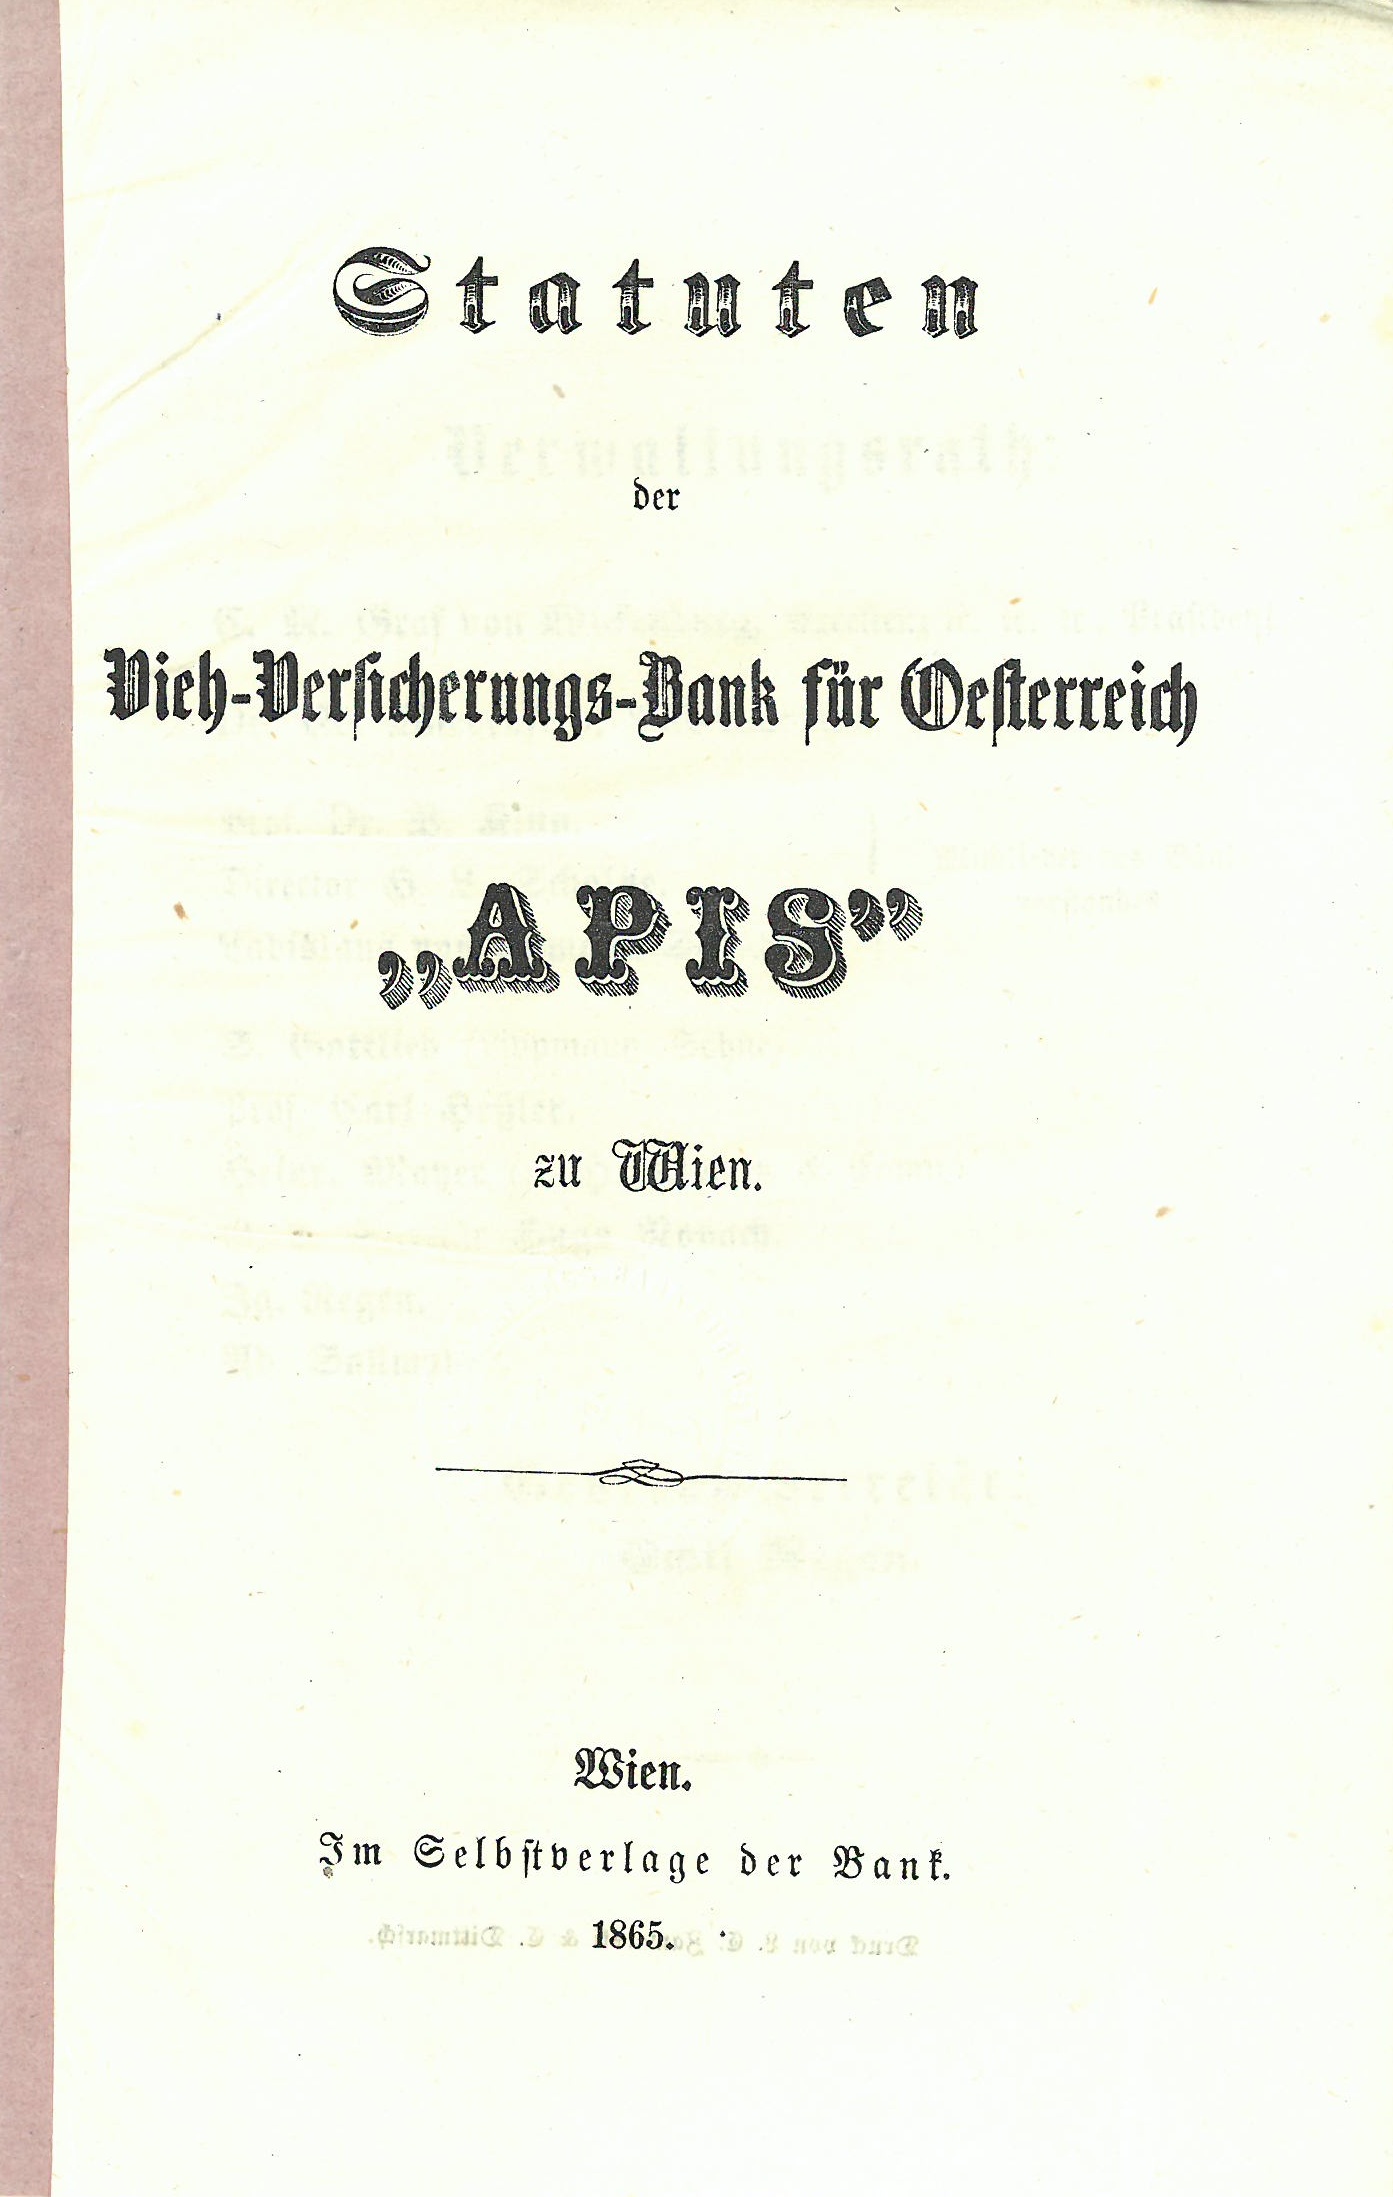 Statuten
der
Vieh-Versicherungs-Bank für Oesterreich
„APIS”
zu Wien.
Wien.
Im Selbstverlage der Bank.
1865.